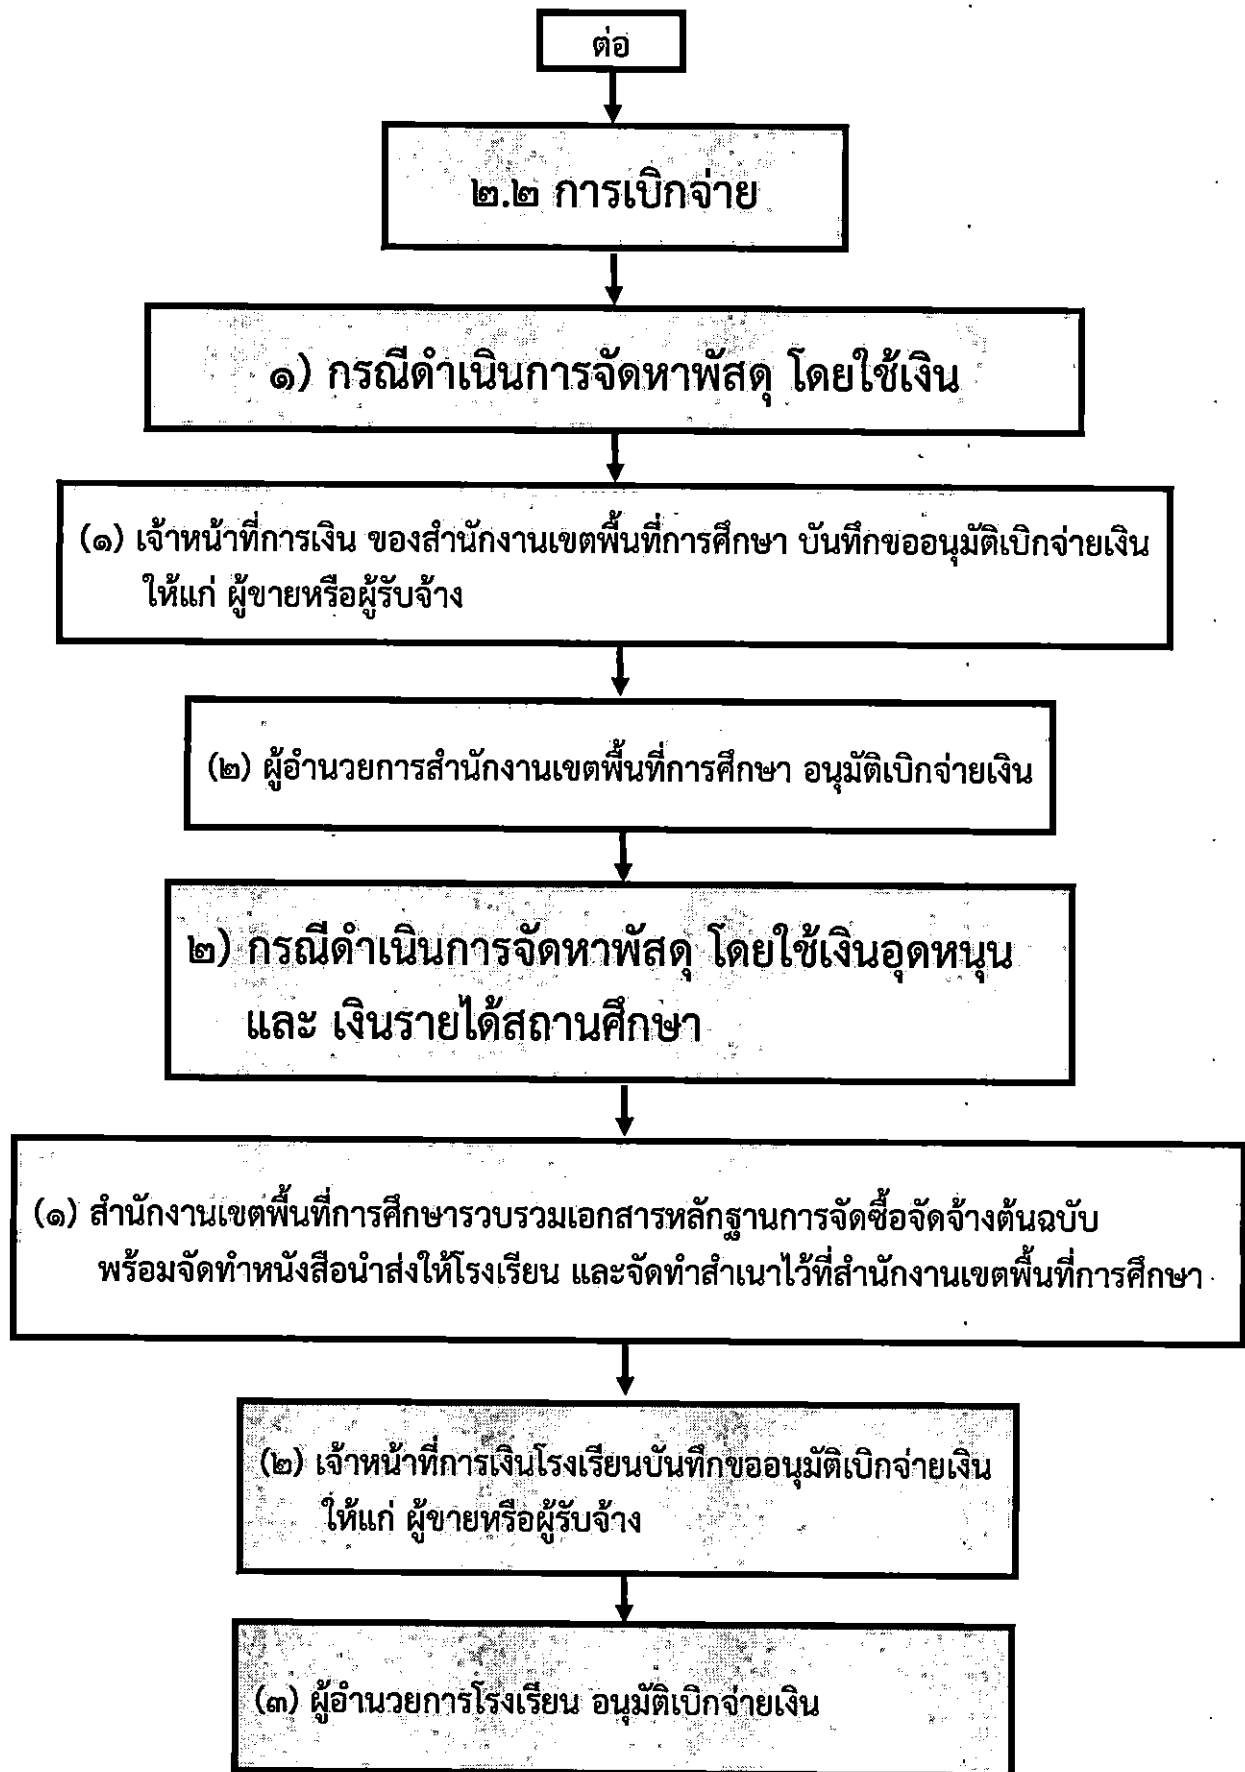 ต่อ
๒.๒ การเบิกจ่าย
๑) กรณีดำเนินการจัดหาพัสดุ โดยใช้เงิน
(๑) เจ้าหน้าที่การเงิน ของสำนักงานเขตพื้นที่การศึกษา บันทึกขออนุมัติเบิกจ่ายเงิน
ให้แก่ ผู้ขายหรือผู้รับจ้าง
(๒) ผู้อำนวยการสำนักงานเขตพื้นที่การศึกษา อนุมัติเบิกจ่ายเงิน
๒) กรณีดำเนินการจัดหาพัสดุ โดยใช้เงินอุดหนุน
และ เงินรายได้สถานศึกษา
(๑) สำนักงานเขตพื้นที่การศึกษารวบรวมเอกสารหลักฐานการจัดซื้อจัดจ้างต้นฉบับ
พร้อมจัดทำหนังสือนำส่งให้โรงเรียน และจัดทำสำเนาไว้ที่สำนักงานเขตพื้นที่การศึกษา
(๒) เจ้าหน้าที่การเงินโรงเรียนบันทึกขออนุมัติเบิกจ่ายเงิน
ให้แก่ ผู้ขายหรือผู้รับจ้าง
(๓) ผู้อำนวยการโรงเรียน อนุมัติเบิกจ่ายเงิน